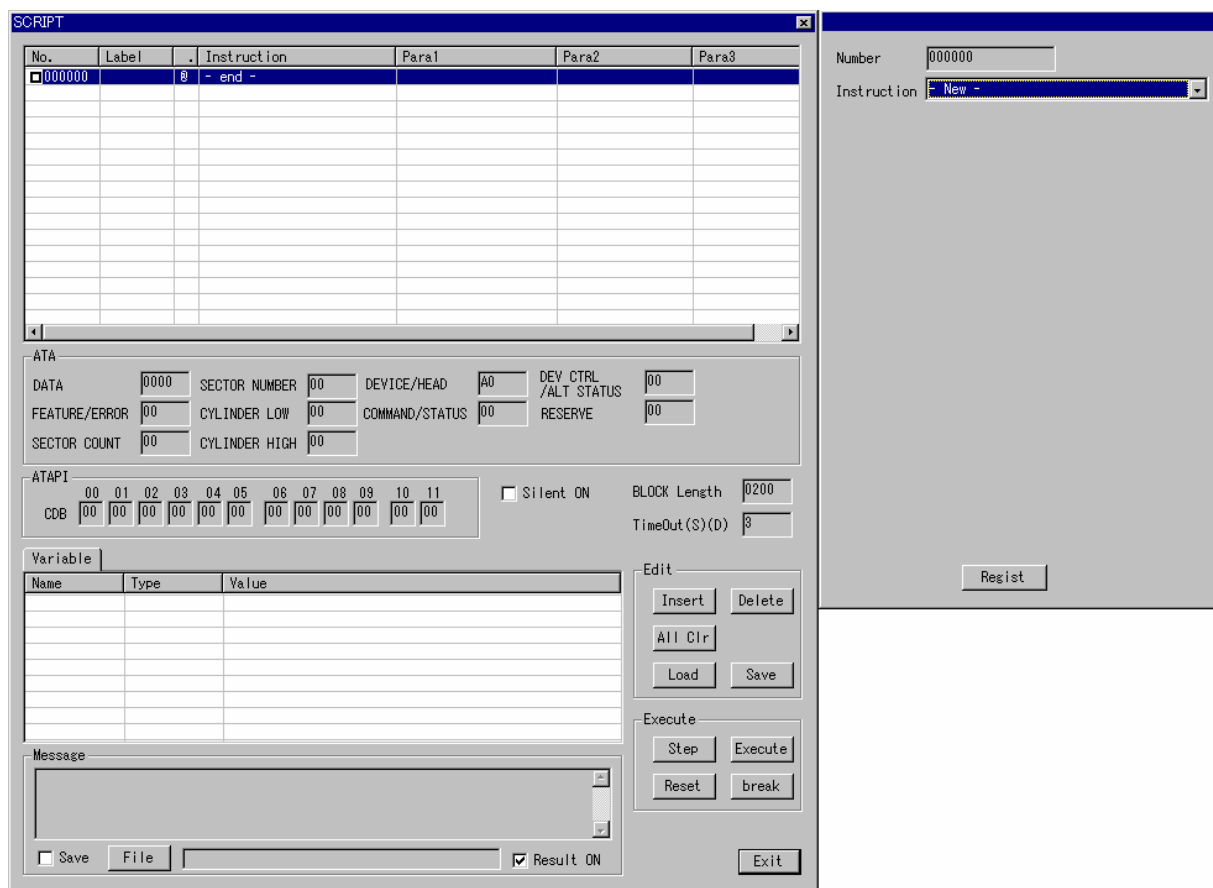 SCRIPT
No. Label . Instruction Para1 Para2 Para3
000000 @ - end -
Number 000000
Instruction - New -
ATA
DATA 0000 SECTOR NUMBER 00 DEVICE/HEAD A0 DEV CTRL /ALT STATUS 00
FEATURE/ERROR 00 CYLINDER LOW 00 COMMAND/STATUS 00 RESERVE 00
SECTOR COUNT 00 CYLINDER HIGH 00
ATAPI
00 01 02 03 04 05 06 07 08 09 10 11
CDB 00 00 00 00 00 00 00 00 00 00 00 00
Silent ON
BLOCK Length 0200
TimeOut(S)(D) 3
Variable
Name Type Value
Edit
Insert Delete
All Clr
Load Save
Execute
Step Execute
Reset break
Message
Save File Result ON
Exit
Regist